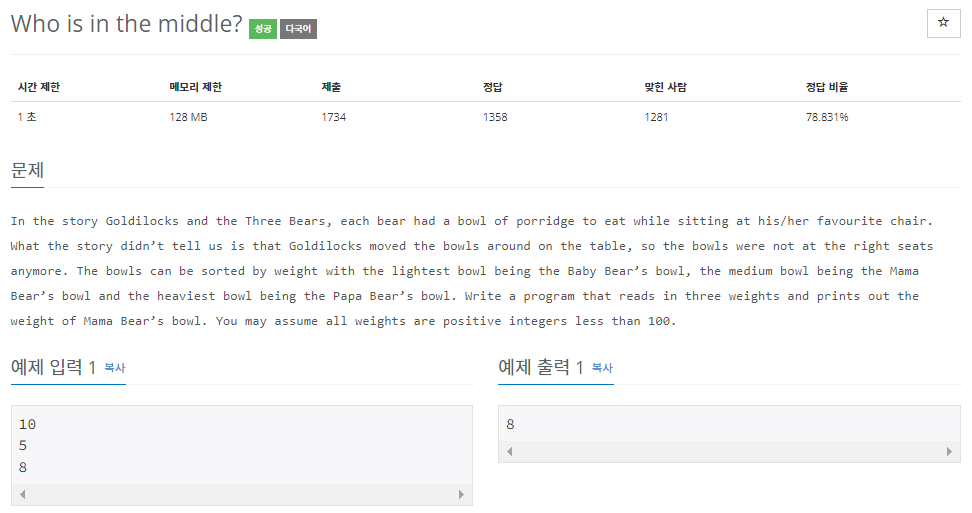 Who is in the middle? 성공 다국어
☆
시간 제한 메모리 제한 제출 정답 맞힌 사람 정답 비율
1 초 128 MB 1734 1358 1281 78.831%
문제
In the story Goldilocks and the Three Bears, each bear had a bowl of porridge to eat while sitting at his/her favourite chair.
What the story didn’t tell us is that Goldilocks moved the bowls around on the table, so the bowls were not at the right seats
anymore. The bowls can be sorted by weight with the lightest bowl being the Baby Bear’s bowl, the medium bowl being the Mama
Bear’s bowl and the heaviest bowl being the Papa Bear’s bowl. Write a program that reads in three weights and prints out the
weight of Mama Bear’s bowl. You may assume all weights are positive integers less than 100.
예제 입력 1 복사
10
5
8
예제 출력 1 복사
8